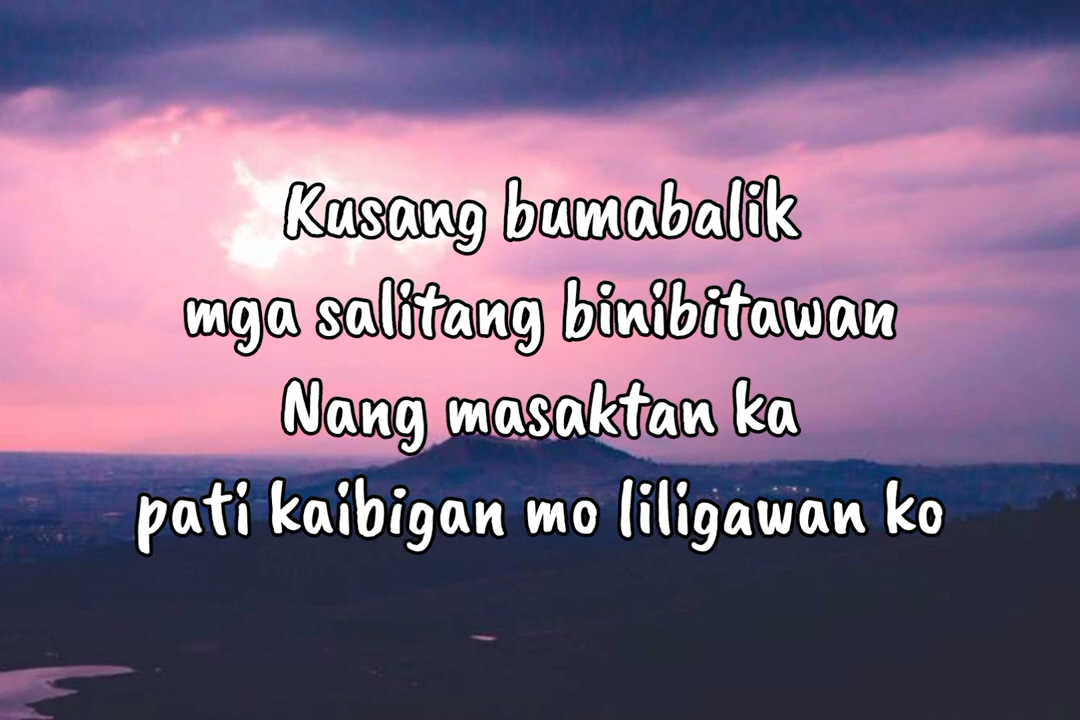 Kusang bumabalik
mga salitang binibitawan
Nang masaktan ka
pati kaibigan mo liligawan ko